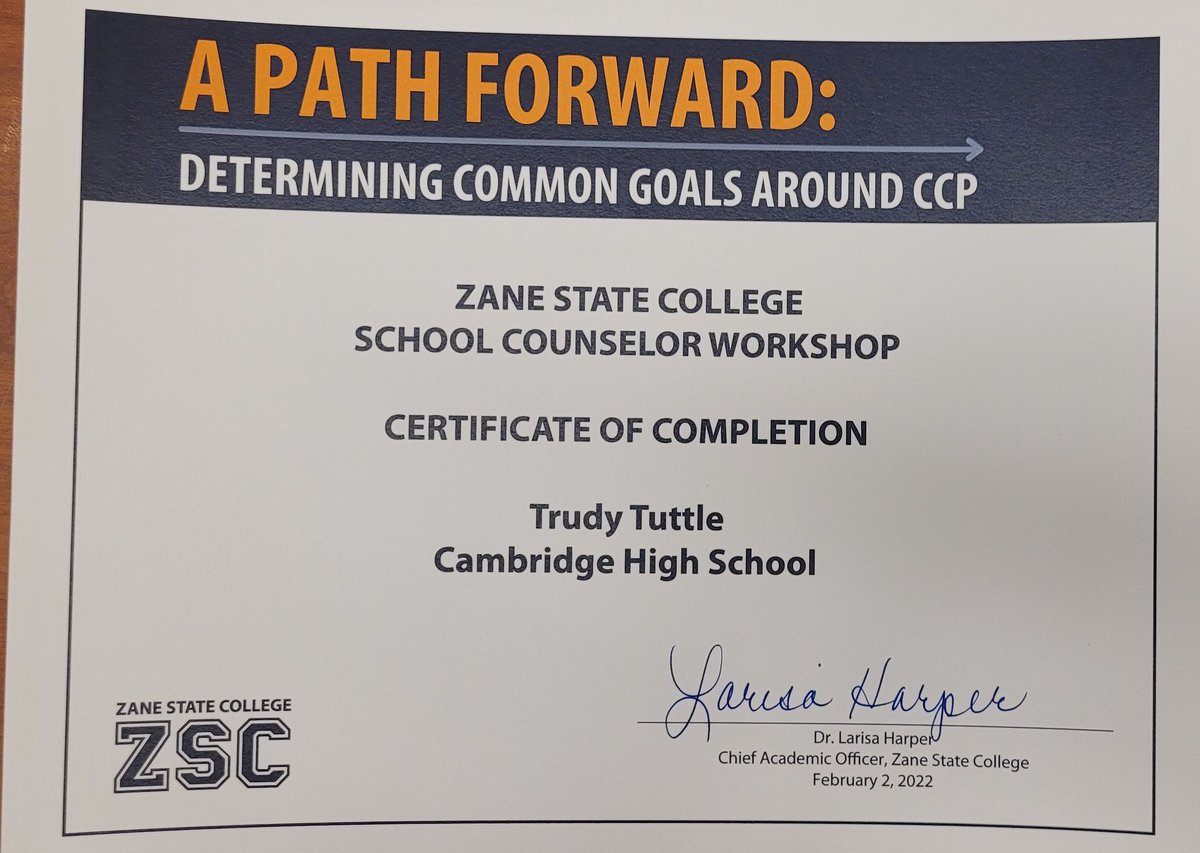 A PATH FORWARD:
DETERMINING COMMON GOALS AROUND CCP
ZANE STATE COLLEGE
SCHOOL COUNSELOR WORKSHOP
CERTIFICATE OF COMPLETION
Trudy Tuttle
Cambridge High School
Larisa Harper
Dr. Larisa Harper
Chief Academic Officer, Zane State College
February 2, 2022
ZANE STATE COLLEGE
ZSC